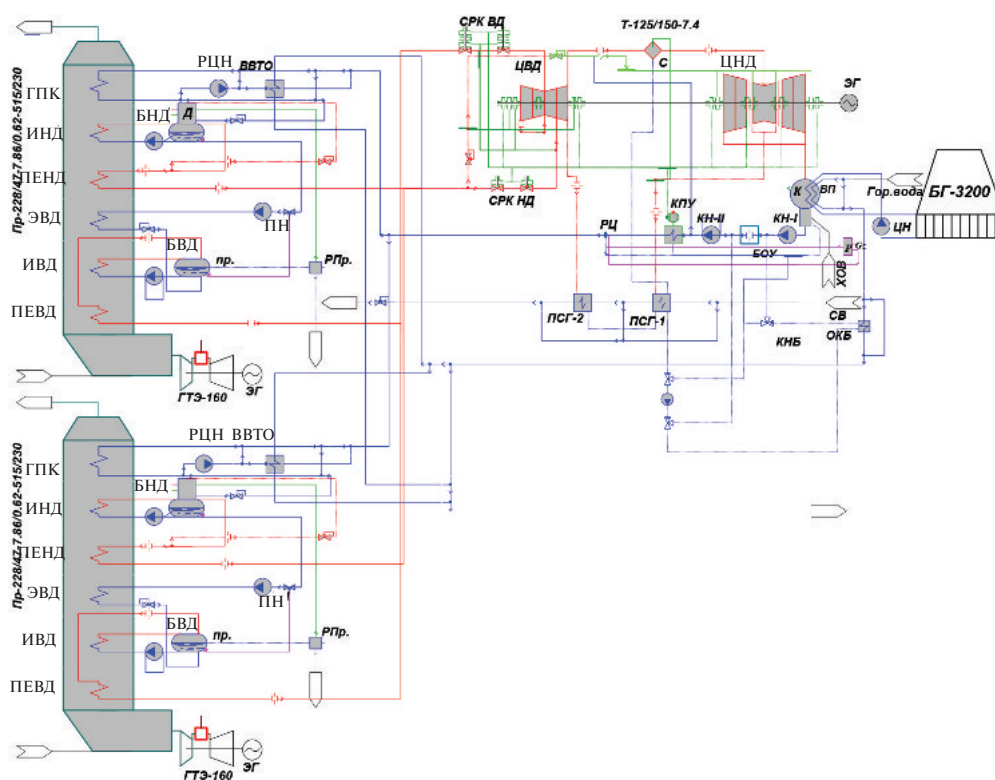 СРК ВД
Т-125/150-7.4
РЦН
ВВТО
ЦВД
С
ЦНД
ЭГ
ГПК
БНД
Д
ИНД
ПЕНД
СРК НД
ЭВД
ПН
БВД
пр.
РПр.
ИВД
ПЕВД
Пр-228/47-7.86/0.62-515/230
К
ВП
Гор.вода
БГ-3200
КПУ
КН-II
КН-I
ЦН
РЦ
БОУ
ХОВ
ПСГ-2
ПСГ-1
СВ
КНБ
ОКБ
ГТЭ-160
ЭГ
РЦН
ВВТО
ГПК
БНД
ИНД
ПЕНД
ЭВД
ПН
БВД
пр.
РПр.
ИВД
ПЕВД
Пр-228/47-7.86/0.62-515/230
ГТЭ-160
ЭГ